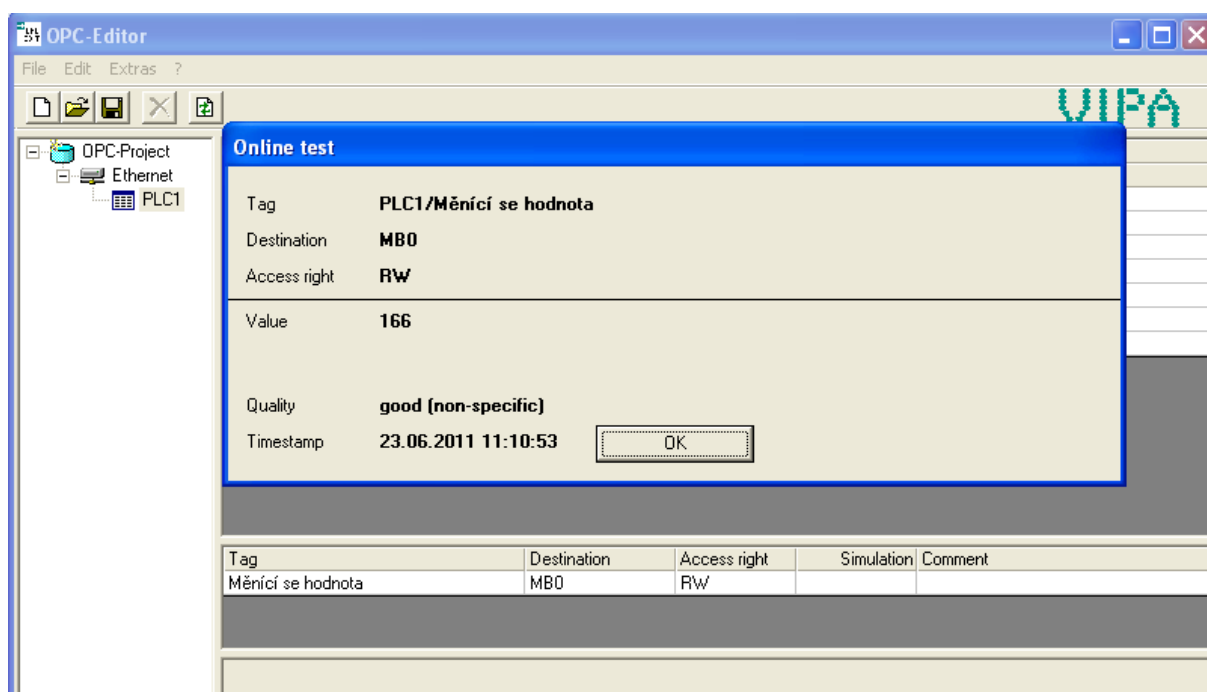 OPC-Editor
File Edit Extras ?
VIPA
OPC-Project
Ethernet
PLC1
Online test
Tag PLC1/Měnící se hodnota
Destination MB0
Access right RW
Value 166
Quality good (non-specific)
Timestamp 23.06.2011 11:10:53 OK
Tag Destination Access right Simulation Comment
Měnící se hodnota MB0 RW